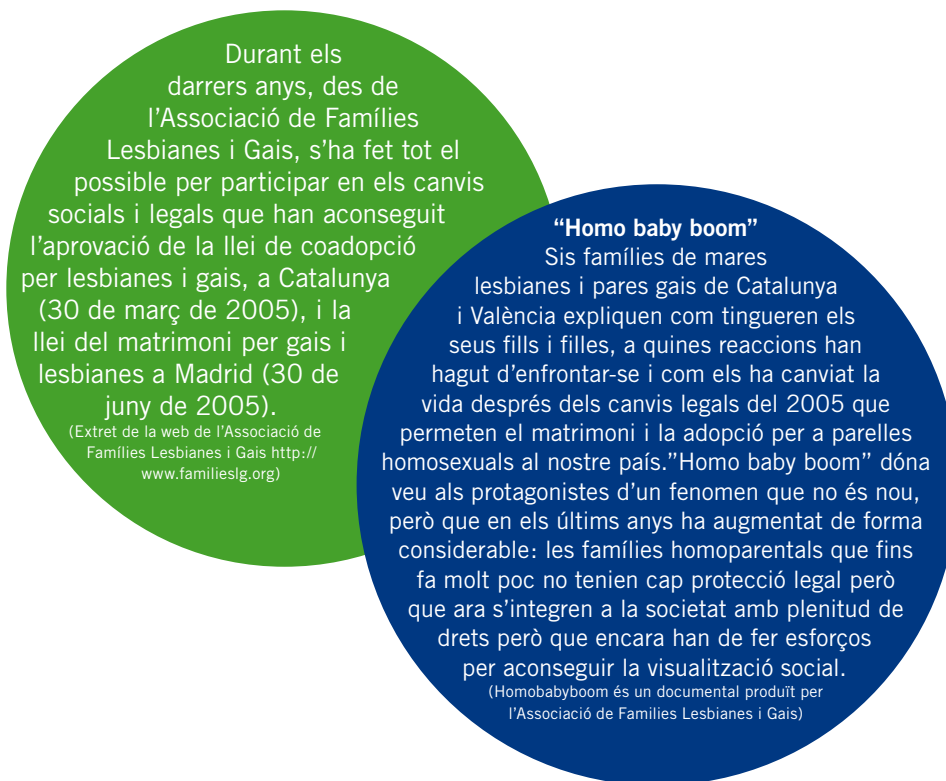 Durant els
darrers anys, des de
l’Associació de Famílies
Lesbianes i Gais, s’ha fet tot el
possible per participar en els canvis
socials i legals que han aconseguit
l’aprovació de la llei de coadopció
per lesbianes i gais, a Catalunya
(30 de març de 2005), i la
llei del matrimoni per gais i
lesbianes a Madrid (30 de
juny de 2005).
(Extret de la web de l’Associació de
Famílies Lesbianes i Gais http://
www.familieslg.org)
“Homo baby boom”
Sis famílies de mares
lesbianes i pares gais de Catalunya
i València expliquen com tingueren els
seus fills i filles, a quines reaccions han
hagut d’enfrontar-se i com els ha canviat la
vida després dels canvis legals del 2005 que
permeten el matrimoni i la adopció per a parelles
homosexuals al nostre país.”Homo baby boom” dóna
veu als protagonistes d’un fenomen que no és nou,
però que en els últims anys ha augmentat de forma
considerable: les famílies homoparentals que fins
fa molt poc no tenien cap protecció legal però
que ara s’integren a la societat amb plenitud de
drets però que encara han de fer esforços
per aconseguir la visualització social.
(Homobabyboom és un documental produït per
l’Associació de Families Lesbianes i Gais)